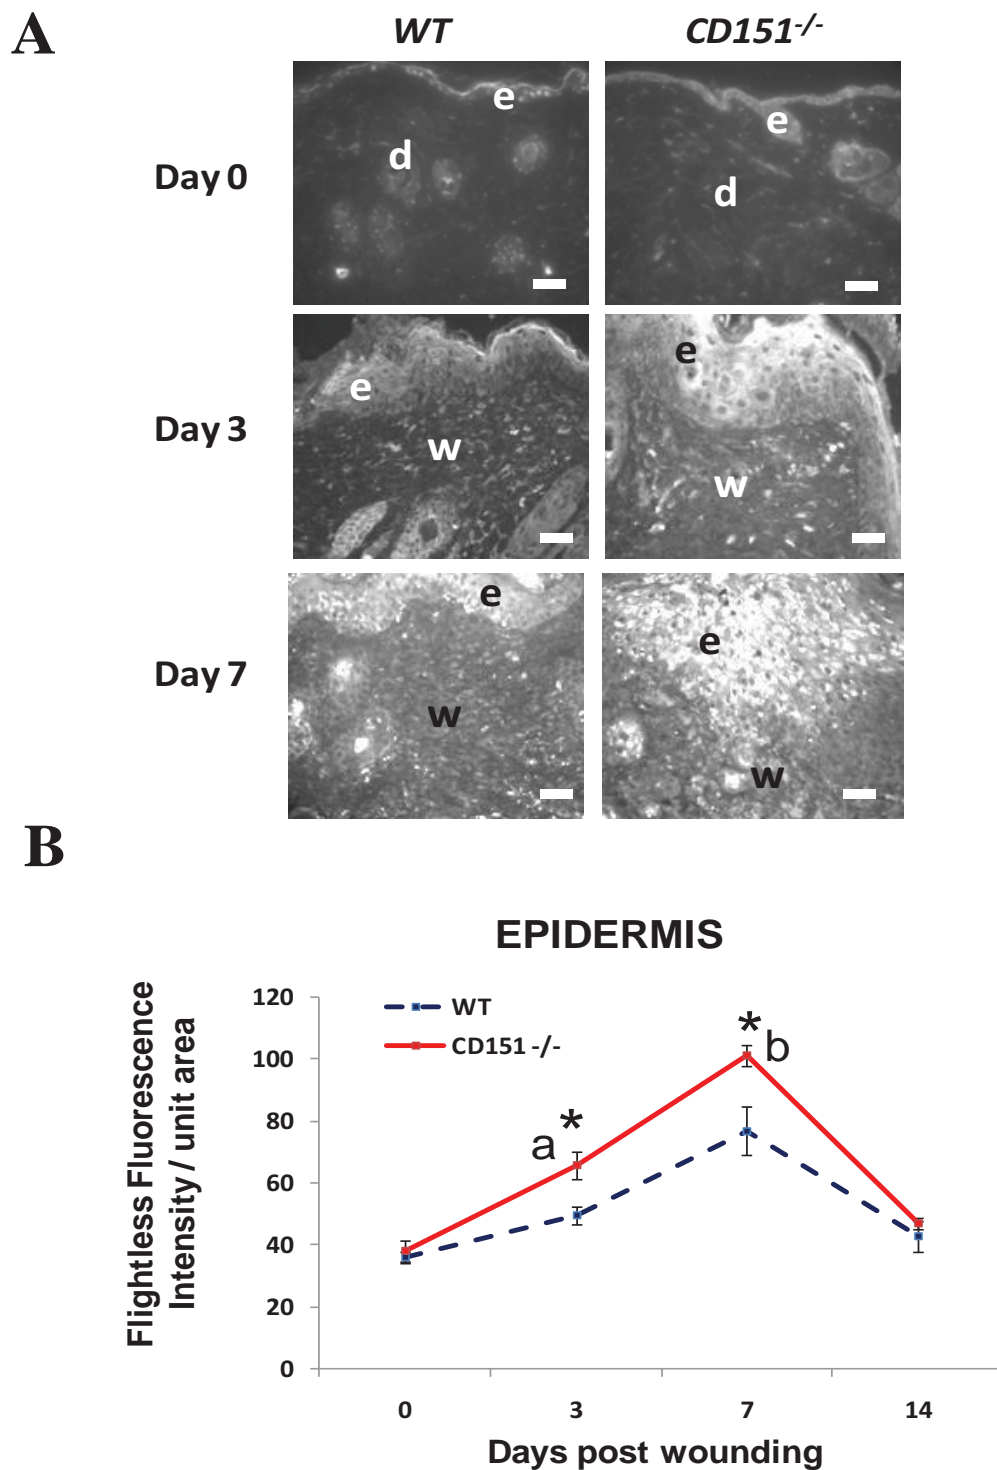 A
WT CD151-/-
e
e
d
d
Day 0
e
e
w
w
Day 3
e
e
w
w
Day 7
B
EPIDERMIS
Flightless Fluorescence
Intensity / unit area
120
100
80
60
40
20
0
WT
CD151 -/-
a *
* b
0 3 7 14
Days post wounding